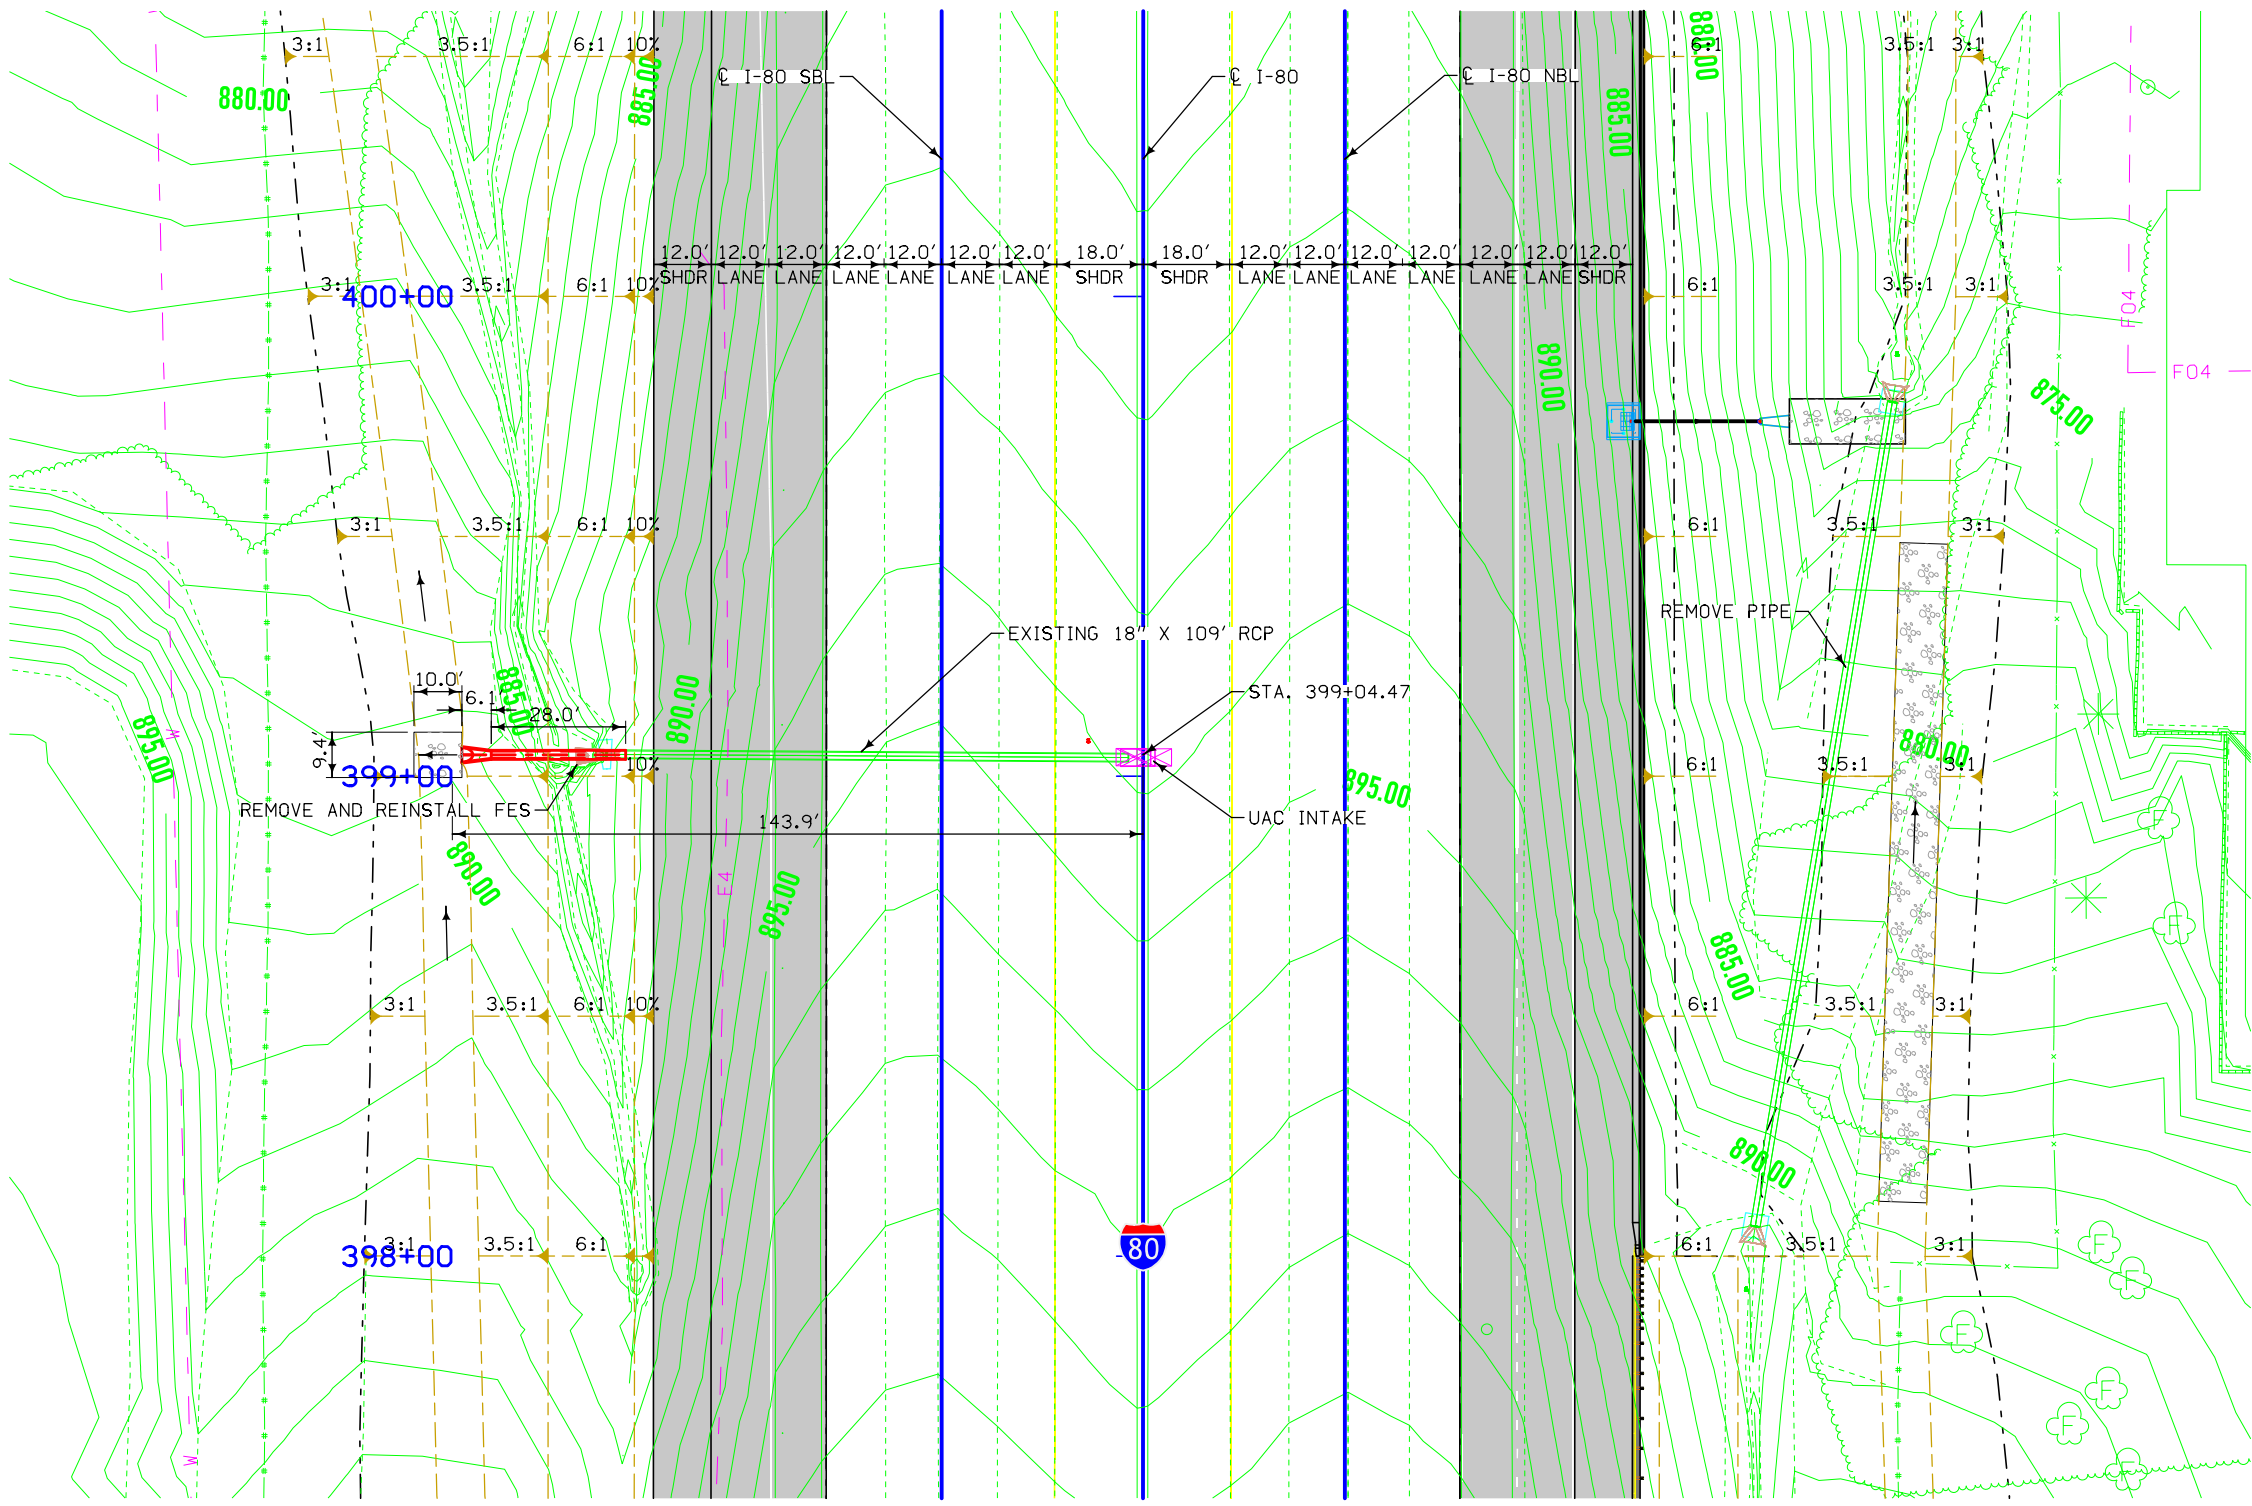 3:1 3.5:1 6:1 10% 6:1 3.5:1 3:1
880.00 885.00 885.00 880.00
℄ I-80 SBL ℄ I-80 ℄ I-80 NBL
12.0' 12.0' 12.0' 12.0' 12.0' 12.0' 12.0' 18.0' 18.0' 12.0' 12.0' 12.0' 12.0' 12.0' 12.0' 12.0'
SHDR LANE LANE LANE LANE LANE LANE SHDR SHDR LANE LANE LANE LANE LANE LANE SHDR
3:1 3.5:1 6:1 10% 6:1 3.5:1 3:1
400+00
FO4
FO4
890.00 875.00
3:1 3.5:1 6:1 10% 6:1 3.5:1 3:1
REMOVE PIPE
EXISTING 18" X 109' RCP
10.0'
6.1'
28.0'
9.4'
885.00 890.00
STA. 399+04.47
W
895.00 880.00
10% 6:1 3.5:1 3:1
399+00
895.00
REMOVE AND REINSTALL FES
143.9'
UAC INTAKE
F
890.00 E4 895.00
F
885.00
3:1 3.5:1 6:1 10% 6:1 3.5:1 3:1
890.00
80
3:1 3.5:1 6:1 6:1 3.5:1 3:1
398+00
F
F
F
F
F
F
W